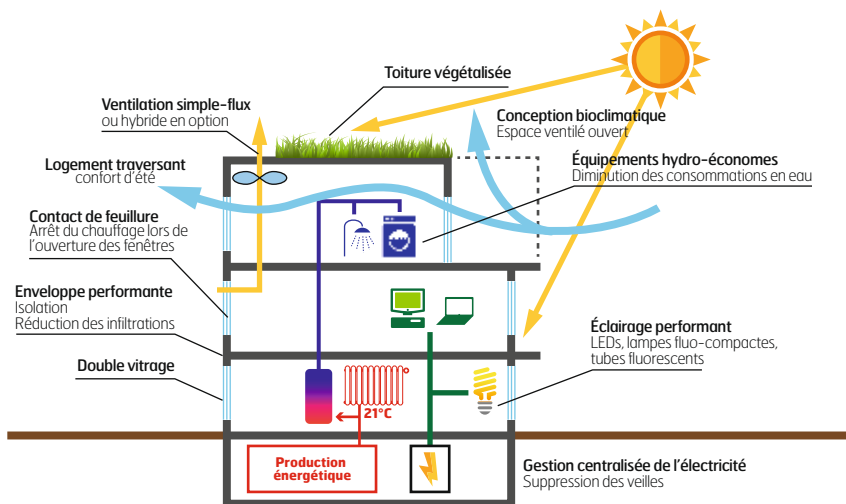 Toiture végétalisée
Ventilation simple-flux
ou hybride en option
Conception bioclimatique
Espace ventilé ouvert
Logement traversant
confort d'été
Équipements hydro-économes
Diminution des consommations en eau
Contact de feuillure
Arrêt du chauffage lors de
l'ouverture des fenêtres
Enveloppe performante
Isolation
Réduction des infiltrations
Éclairage performant
LEDs, lampes fluo-compactes,
tubes fluorescents
Double vitrage
21°C
Production
énergétique
Gestion centralisée de l'électricité
Suppression des veilles